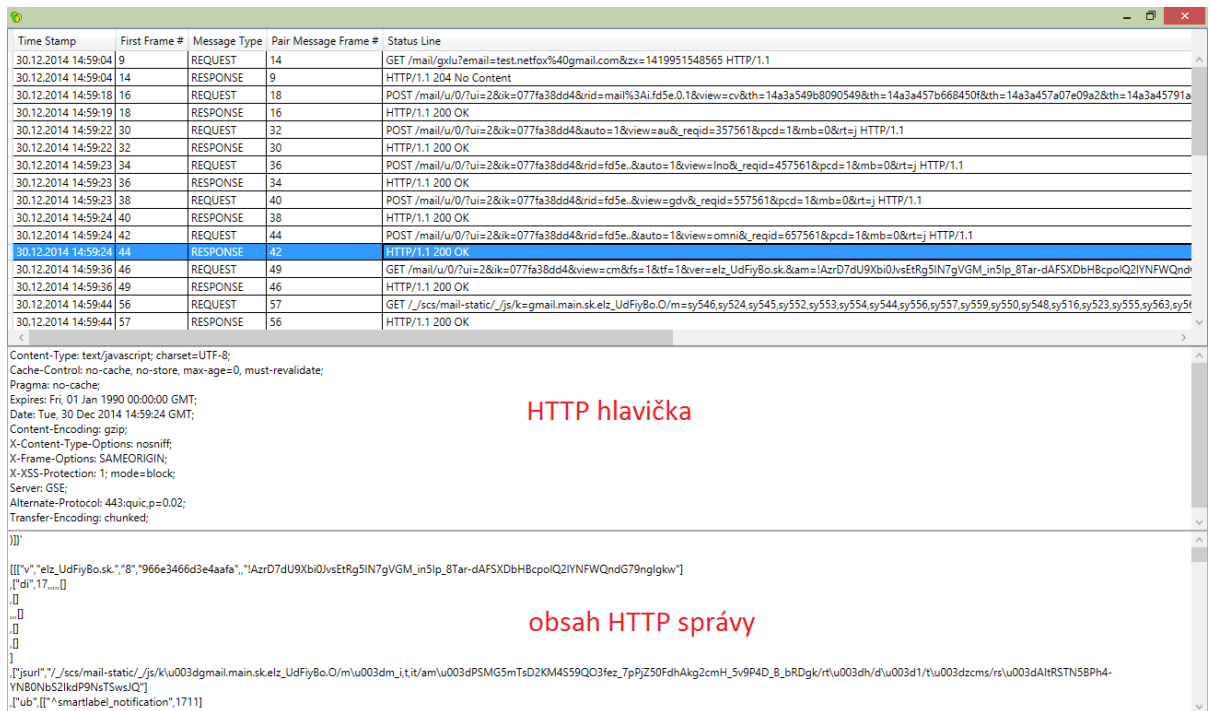 Time Stamp First Frame # Message Type Pair Message Frame # Status Line
30.12.2014 14:59:04 9 REQUEST 14 GET /mail/gxlu?email=test.netfox%40gmail.com&zx=1419951548565 HTTP/1.1
30.12.2014 14:59:04 14 RESPONSE 9 HTTP/1.1 204 No Content
30.12.2014 14:59:18 16 REQUEST 18 POST /mail/u/0/?ui=2&ik=077fa38dd4&rid=mail%3Ai.fd5e.0.1&view=cv&th=14a3a549b8090549&th=14a3a457b668450f&th=14a3a457a07e09a2&th=14a3a45791a
30.12.2014 14:59:19 18 RESPONSE 16 HTTP/1.1 200 OK
30.12.2014 14:59:22 30 REQUEST 32 POST /mail/u/0/?ui=2&ik=077fa38dd4&auto=1&view=au&_reqid=357561&pcd=1&mb=0&rt=j HTTP/1.1
30.12.2014 14:59:22 32 RESPONSE 30 HTTP/1.1 200 OK
30.12.2014 14:59:23 34 REQUEST 36 POST /mail/u/0/?ui=2&ik=077fa38dd4&rid=fd5e..&auto=1&view=lno&_reqid=457561&pcd=1&mb=0&rt=j HTTP/1.1
30.12.2014 14:59:23 36 RESPONSE 34 HTTP/1.1 200 OK
30.12.2014 14:59:23 38 REQUEST 40 POST /mail/u/0/?ui=2&ik=077fa38dd4&rid=fd5e..&view=gdv&_reqid=557561&pcd=1&mb=0&rt=j HTTP/1.1
30.12.2014 14:59:24 40 RESPONSE 38 HTTP/1.1 200 OK
30.12.2014 14:59:24 42 REQUEST 44 POST /mail/u/0/?ui=2&ik=077fa38dd4&rid=fd5e..&auto=1&view=omni&_reqid=657561&pcd=1&mb=0&rt=j HTTP/1.1
30.12.2014 14:59:24 44 RESPONSE 42 HTTP/1.1 200 OK
30.12.2014 14:59:36 46 REQUEST 49 GET /mail/u/0/?ui=2&ik=077fa38dd4&view=cm&fs=1&tf=1&ver=elz_UdFiyBo.sk.&am=!AzrD7dU9Xbi0JvsEtRg5IN7gVGM_in5Ip_8Tar-dAFSXDbHBcpolQ2IYNFWQnd
30.12.2014 14:59:36 49 RESPONSE 46 HTTP/1.1 200 OK
30.12.2014 14:59:44 56 REQUEST 57 GET /_/scs/mail-static/_/js/k=gmail.main.sk.elz_UdFiyBo.O/m=sy546,sy524,sy545,sy552,sy553,sy554,sy544,sy556,sy557,sy559,sy550,sy548,sy516,sy523,sy555,sy563,sy56
30.12.2014 14:59:44 57 RESPONSE 56 HTTP/1.1 200 OK
Content-Type: text/javascript; charset=UTF-8;
Cache-Control: no-cache, no-store, max-age=0, must-revalidate;
Pragma: no-cache;
Expires: Fri, 01 Jan 1990 00:00:00 GMT;
Date: Tue, 30 Dec 2014 14:59:24 GMT;
HTTP hlavička
Content-Encoding: gzip;
X-Content-Type-Options: nosniff;
X-Frame-Options: SAMEORIGIN;
X-XSS-Protection: 1; mode=block;
Server: GSE;
Alternate-Protocol: 443:quic,p=0.02;
Transfer-Encoding: chunked;
)]}'
[[["v","elz_UdFiyBo.sk.","8","966e3466d3e4aafa",,"!AzrD7dU9Xbi0JvsEtRg5IN7gVGM_in5Ip_8Tar-dAFSXDbHBcpolQ2IYNFWQndG79nglgkw"]
,["di",17,,,,,[]
,[]
,,,[]
,[]
,[]
]
obsah HTTP správy
,["jsurl","/_/scs/mail-static/_/js/k\u003dgmail.main.sk.elz_UdFiyBo.O/m\u003dm_i,t,it/am\u003dPSMG5mTsD2KM4S59QO3fez_7pPjZ50FdhAkg2cmH_5v9P4D_B_bRDgk/rt\u003dh/d\u003d1/t\u003dzcms/rs\u003dAItRSTN5BPh4-
YNB0NbS2IkdP9NsTSwsJQ"]
,["ub",[["^smartlabel_notification",1711]